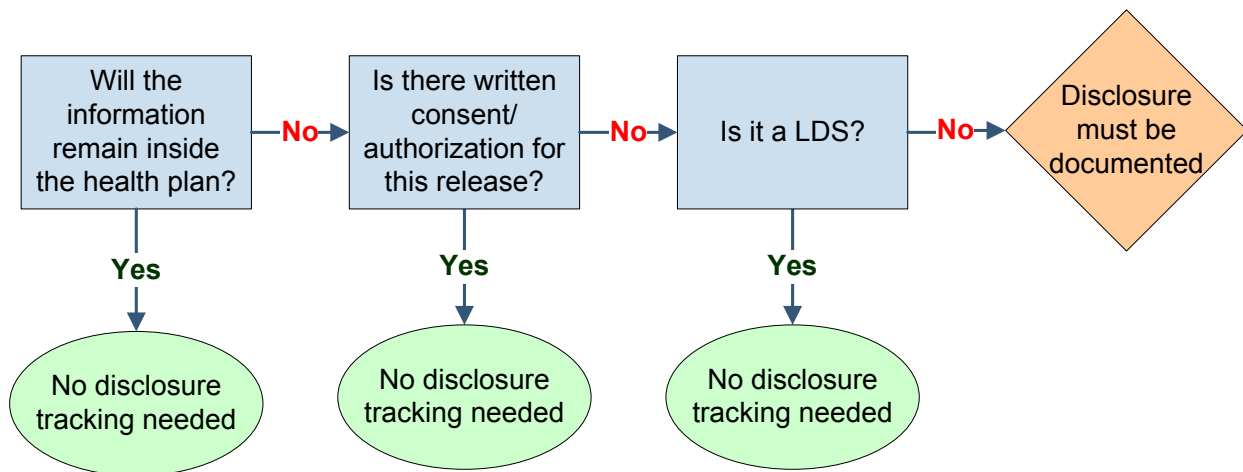 Will the
information
remain inside
the health plan?
No
Is there written
consent/
authorization for
this release?
No
Is it a LDS?
No
Disclosure
must be
documented
Yes
Yes
Yes
No disclosure
tracking needed
No disclosure
tracking needed
No disclosure
tracking needed